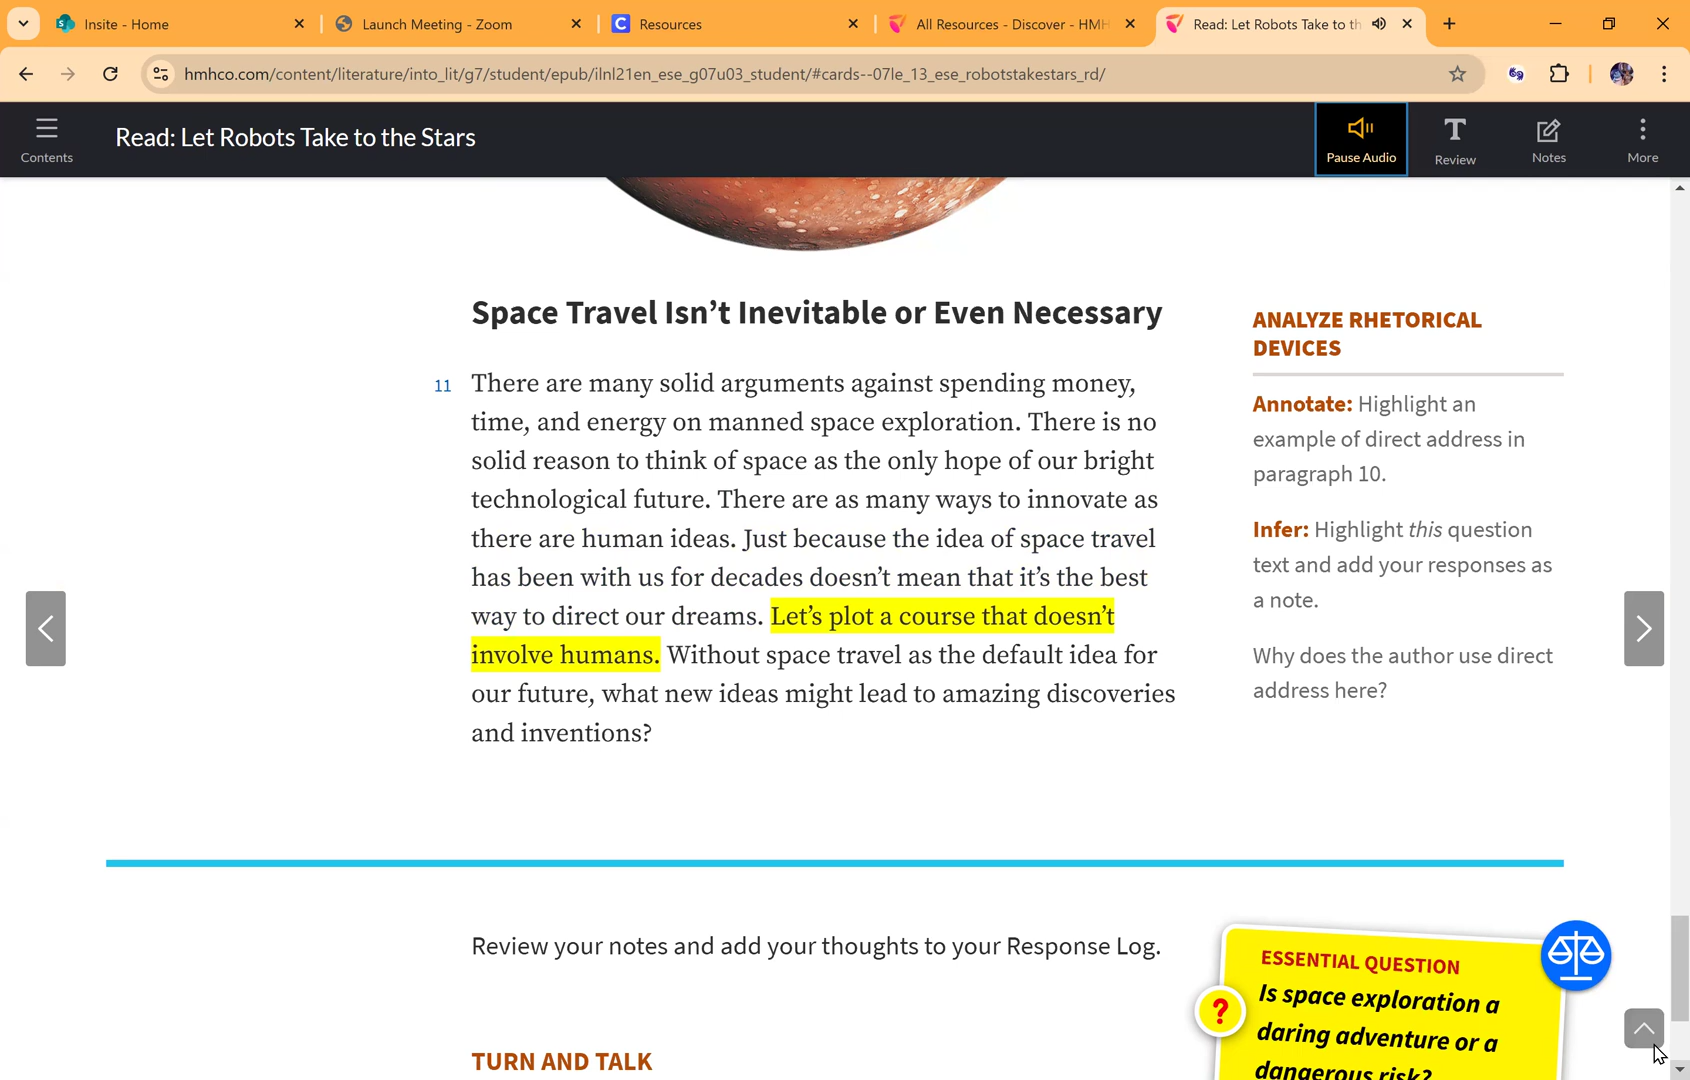 Insite - Home
Launch Meeting - Zoom
Resources
All Resources - Discover - HMH
Read: Let Robots Take to th
hmhco.com/content/literature/into_lit/g7/student/epub/ilnl21en_ese_g07u03_student/#cards--07le_13_ese_robotstakestars_rd/
Contents
Read: Let Robots Take to the Stars
Pause Audio
Review
Notes
More
Space Travel Isn’t Inevitable or Even Necessary
11
There are many solid arguments against spending money,
time, and energy on manned space exploration. There is no
solid reason to think of space as the only hope of our bright
technological future. There are as many ways to innovate as
there are human ideas. Just because the idea of space travel
has been with us for decades doesn’t mean that it’s the best
way to direct our dreams. Let’s plot a course that doesn’t
involve humans. Without space travel as the default idea for
our future, what new ideas might lead to amazing discoveries
and inventions?
ANALYZE RHETORICAL
DEVICES
Annotate: Highlight an
example of direct address in
paragraph 10.
Infer: Highlight this question
text and add your responses as
a note.
Why does the author use direct
address here?
Review your notes and add your thoughts to your Response Log.
ESSENTIAL QUESTION
?
Is space exploration a
daring adventure or a
dangerous risk?
TURN AND TALK